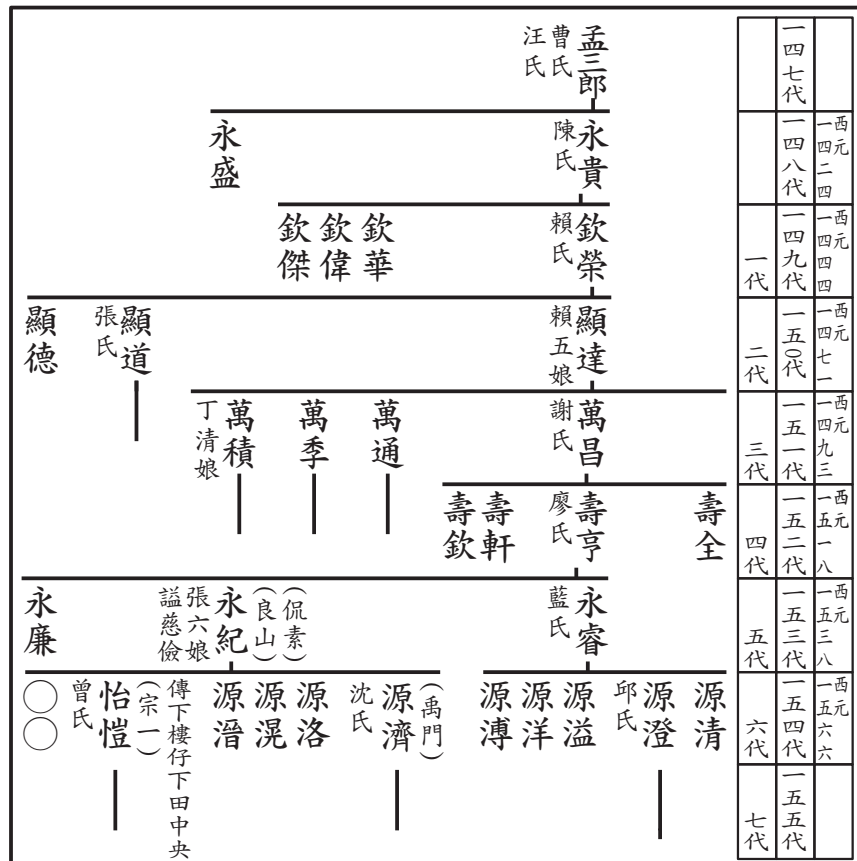 一四七代
孟三郎
曹氏
汪氏
西元一四二四
一四八代
永貴
陳氏
永盛
西元一四四四
一四九代
一代
欽榮
賴氏
欽華
欽偉
欽傑
西元一四七一
一五〇代
二代
顯達
賴五娘
顯道
張氏
顯德
西元一四九三
一五一代
三代
萬昌
謝氏
萬通
萬季
萬積
丁清娘
西元一五一八
一五二代
四代
壽全
壽亨
廖氏
壽軒
壽欽
西元一五三八
一五三代
五代
永睿
藍氏
(侃素)
(良山)
永紀
張六娘
謚慈儉
永廉
西元一五六六
一五四代
六代
源清
源澄
邱氏
源溢
源洋
源溥
(禹門)
源濟
沈氏
源洛
源滉
源溍
傳下樓仔下田中央
(宗一)
怡愷
曾氏
〇〇
一五五代
七代